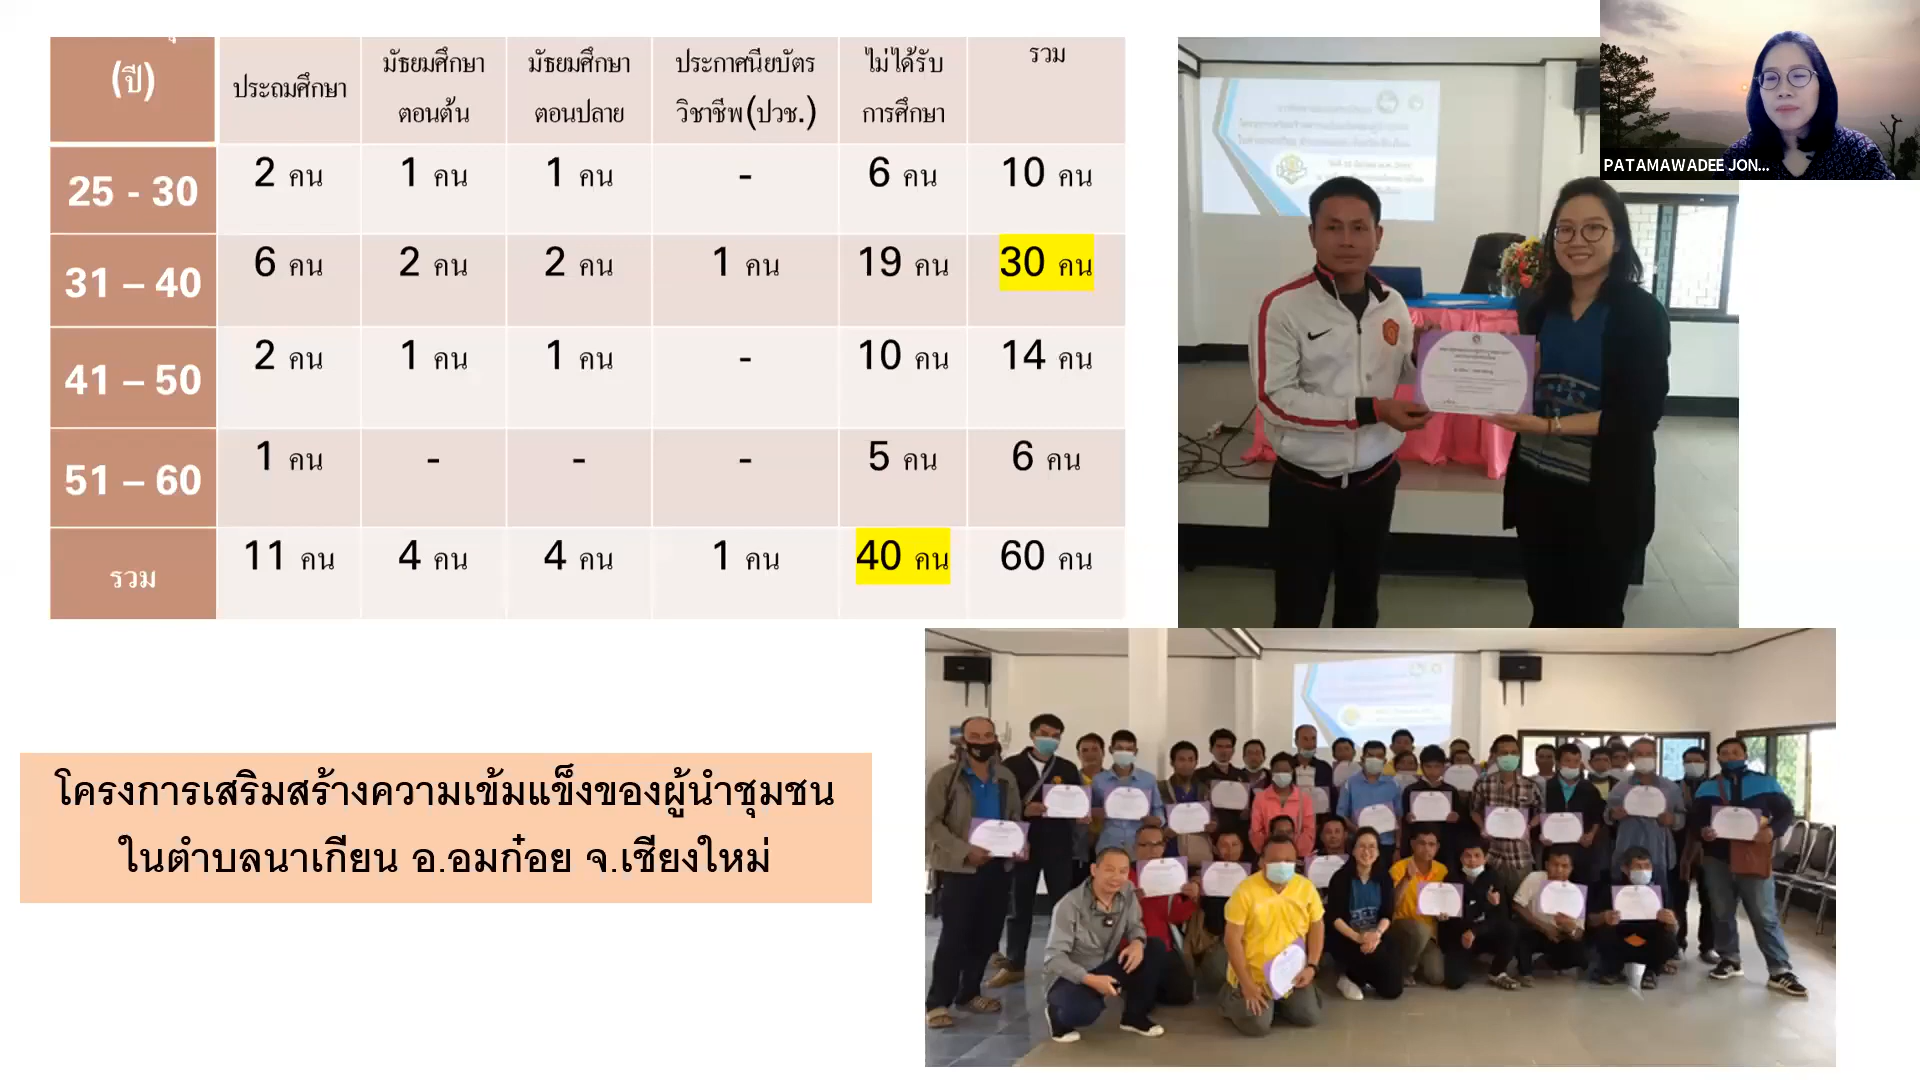 (ปี)
ประถมศึกษา
มัธยมศึกษา
ตอนต้น
มัธยมศึกษา
ตอนปลาย
ประกาศนียบัตร
วิชาชีพ(ปวช.)
ไม่ได้รับ
การศึกษา
รวม
25 - 30
2 คน
1 คน
1 คน
-
6 คน
10 คน
31 – 40
6 คน
2 คน
2 คน
1 คน
19 คน
30 คน
41 – 50
2 คน
1 คน
1 คน
-
10 คน
14 คน
51 – 60
1 คน
-
-
-
5 คน
6 คน
รวม
11 คน
4 คน
4 คน
1 คน
40 คน
60 คน
PATAMAWADEE JON...
โครงการเสริมสร้างความเข้มแข็งของผู้นำชุมชน
ในตำบลนาเกียน อ.อมก๋อย จ.เชียงใหม่